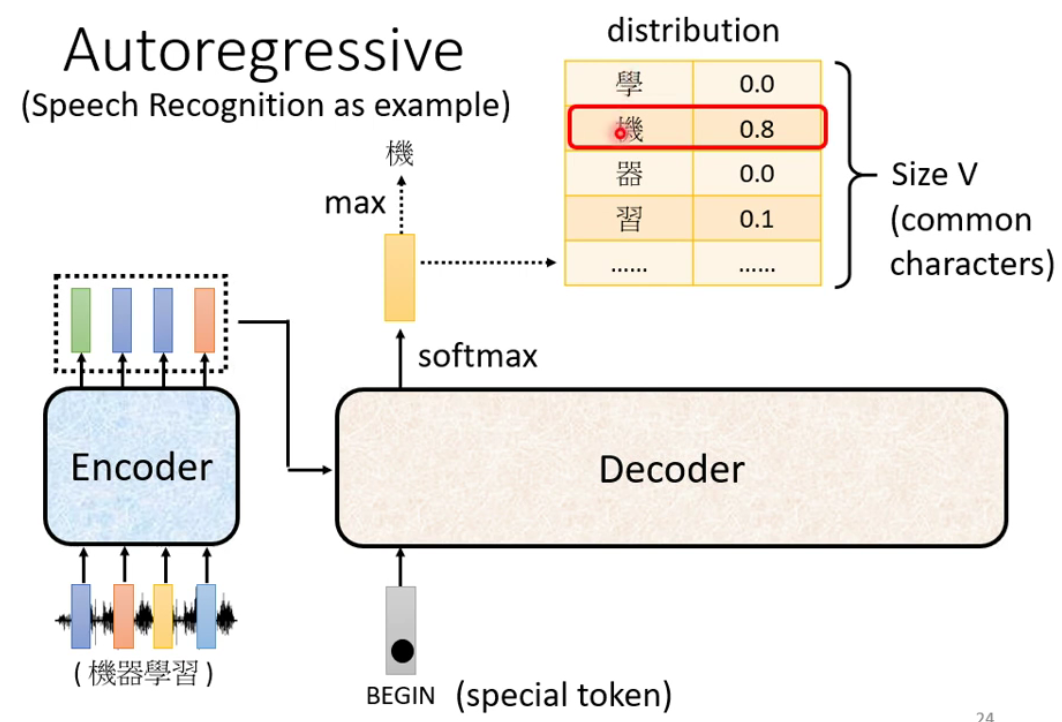 Autoregressive
(Speech Recognition as example)
distribution
學 0.0
機 0.8
器 0.0
習 0.1
...... ......
Size V
(common
characters)
機
max
softmax
Encoder
Decoder
(機器學習)
BEGIN (special token)
24